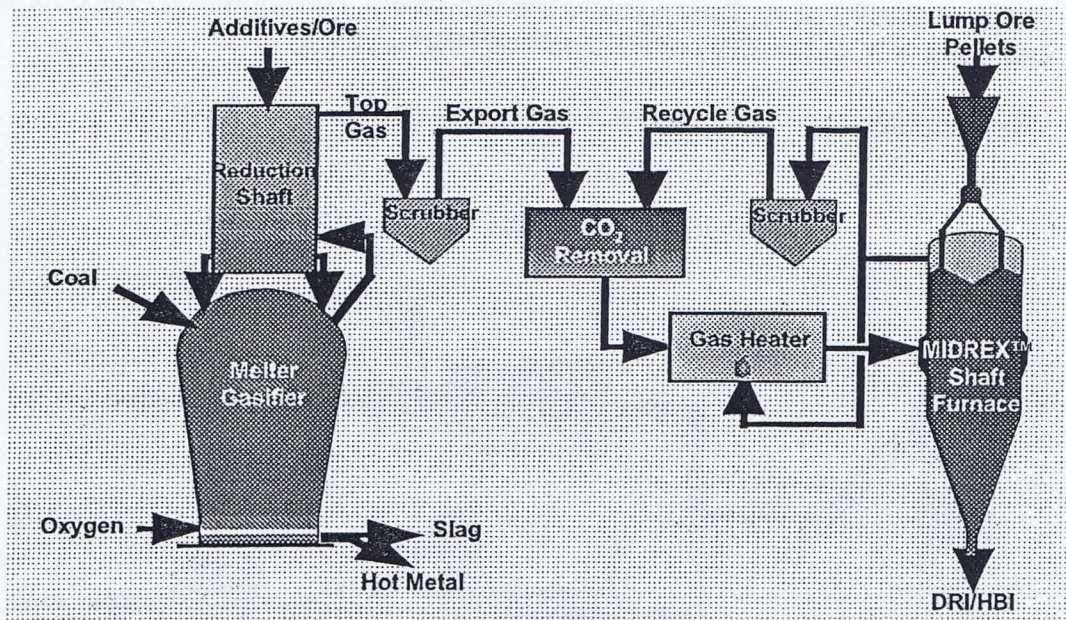 Additives/Ore
Lump Ore
Pellets
Top
Gas
Export Gas
Recycle Gas
Reduction
Shaft
Scrubber
CO₂
Removal
Scrubber
Coal
Gas Heater
Melter
Gasifier
MIDREX™
Shaft
Furnace
Oxygen
Slag
Hot Metal
DRI/HBI